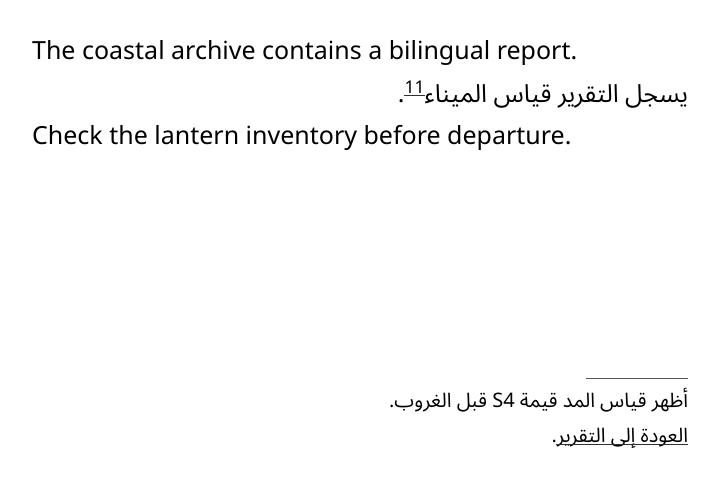 The coastal archive contains a bilingual report.
يسجل التقرير قياس الميناء11.
Check the lantern inventory before departure.
أظهر قياس المد قيمة S4 قبل الغروب.
العودة إلى التقرير.